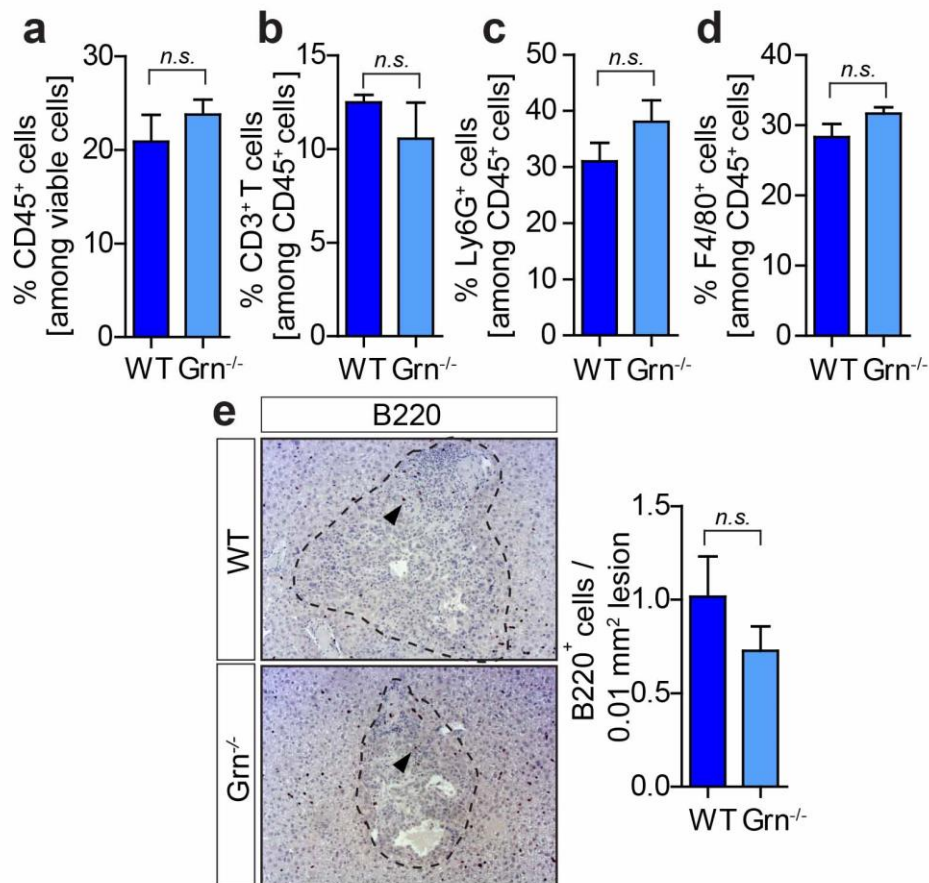 a
% CD45⁺ cells
[among viable cells]
30
20
10
0
n.s.
WT Grn⁻/⁻
b
% CD3⁺ T cells
[among CD45⁺ cells]
15
10
5
0
n.s.
WT Grn⁻/⁻
c
% Ly6G⁺ cells
[among CD45⁺ cells]
50
40
30
20
10
0
n.s.
WT Grn⁻/⁻
d
% F4/80⁺ cells
[among CD45⁺ cells]
40
30
20
10
0
n.s.
WT Grn⁻/⁻
e
B220
WT
Grn⁻/⁻
B220⁺ cells /
0.01 mm² lesion
1.5
1.0
0.5
0.0
n.s.
WT Grn⁻/⁻